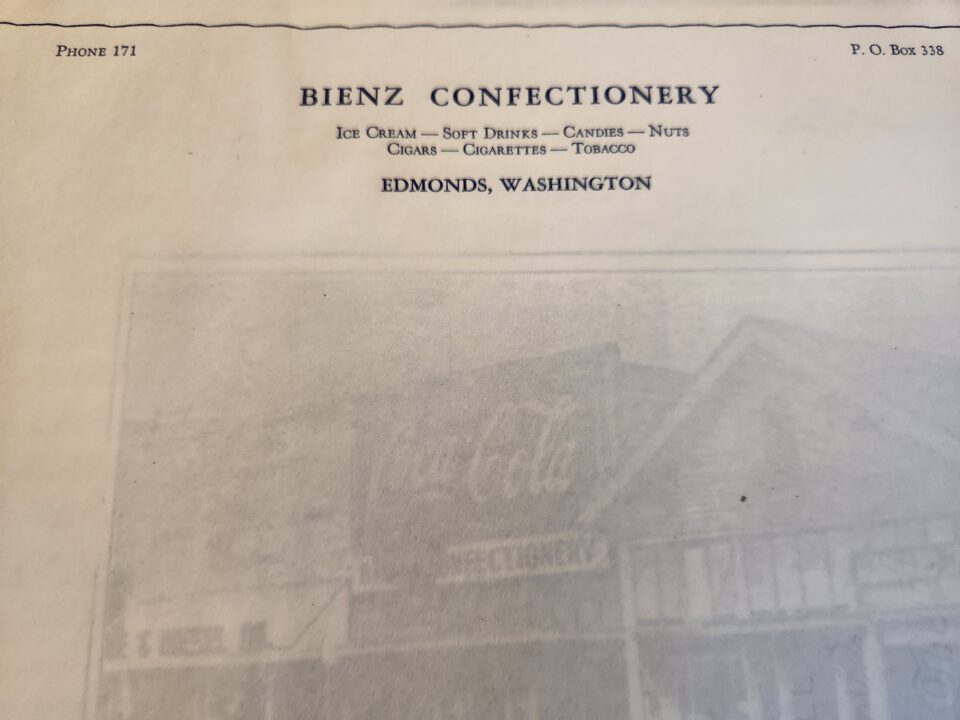 Phone 171
P. O. Box 338
BIENZ CONFECTIONERY
Ice Cream — Soft Drinks — Candies — Nuts
Cigars — Cigarettes — Tobacco
EDMONDS, WASHINGTON
Coca-Cola
FECTIONERY